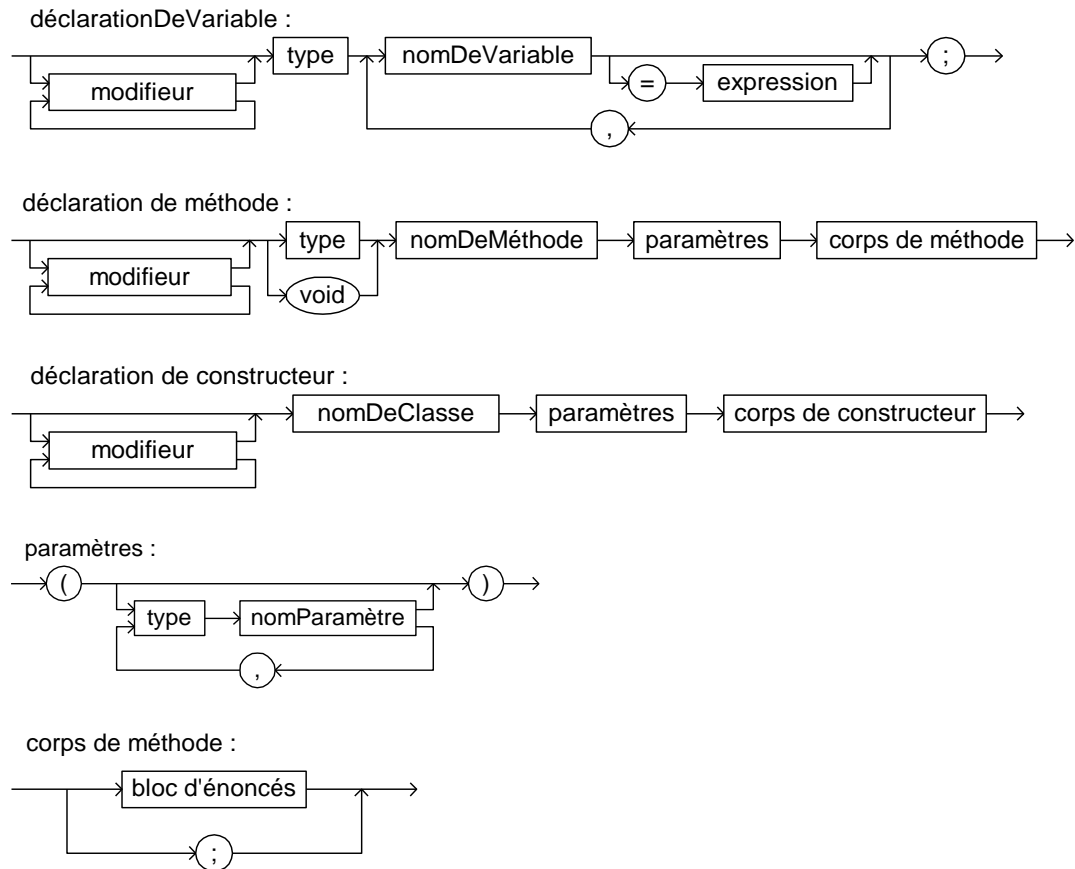 déclarationDeVariable :
type nomDeVariable ;
modifieur = expression
,
déclaration de méthode :
type nomDeMéthode paramètres corps de méthode
modifieur void
déclaration de constructeur :
nomDeClasse paramètres corps de constructeur
modifieur
paramètres :
( )
type nomParamètre
,
corps de méthode :
bloc d'énoncés
;